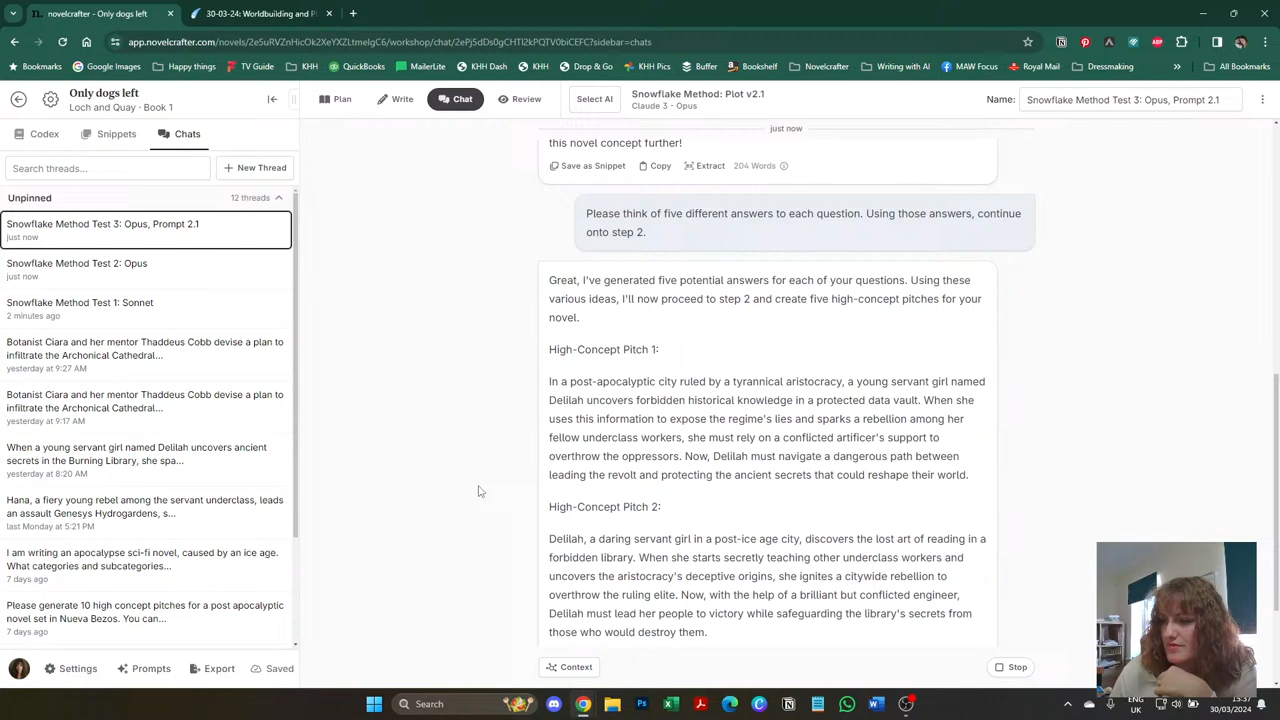 novelcrafter - Only dogs left
30-03-24: Worldbuilding and P
app.novelcrafter.com/novels/2e5uRVZnHicOk2XeYXZLtmelgC6/workshop/chat/2ePj5dDs0gCHTl2kPQTV0biCEFC?sidebar=chats
Bookmarks
Google Images
Happy things
TV Guide
KHH
QuickBooks
MailerLite
KHH Dash
Drop & Go
KHH Pixels
Buffer
Bookshelf
Novelcrafter
Writing with AI
MAW Focus
Dressmaking
All Bookmarks
Only dogs left
Loch and Quay - Book 1
Plan
Write
Chat
Review
Select AI
Snowflake Method: Plot v2.1
Claude 3 - Opus
Name:
Snowflake Method Test 3: Opus, Prompt 2.1
Codex
Snippets
Chats
Search threads...
+ New Thread
Unpinned
12 threads
Snowflake Method Test 3: Opus, Prompt 2.1
just now
Snowflake Method Test 2: Opus
just now
Snowflake Method Test 1: Sonnet
2 minutes ago
Botanist Ciara and her mentor Thaddeus Cobb devise a plan to
infiltrate the Archonical Cathedral...
yesterday at 9:27 AM
Botanist Ciara and her mentor Thaddeus Cobb devise a plan to
infiltrate the Archonical Cathedral...
yesterday at 9:17 AM
When a young servant girl named Delilah uncovers ancient
secrets in the Burning Library, she spa...
yesterday at 8:20 AM
Hana, a fiery young rebel among the servant underclass, leads
an assault Genesys Hydrogardens, s...
last Monday at 5:21 PM
I am writing an apocalypse sci-fi novel, caused by an ice age.
What categories and subcategories...
7 days ago
Please generate 10 high concept pitches for a post apocalyptic
novel set in Nueva Bezos. You can...
7 days ago
Settings
Prompts
Export
Saved
just now
this novel concept further!
Save as Snippet
Copy
Extract
204 Words
Please think of five different answers to each question. Using those answers, continue
onto step 2.
Great, I've generated five potential answers for each of your questions. Using these
various ideas, I'll now proceed to step 2 and create five high-concept pitches for your
novel.
High-Concept Pitch 1:
In a post-apocalyptic city ruled by a tyrannical aristocracy, a young servant girl named
Delilah uncovers forbidden historical knowledge in a protected data vault. When she
uses this information to expose the regime's lies and sparks a rebellion among her
fellow underclass workers, she must rely on a conflicted artificer's support to
overthrow the oppressors. Now, Delilah must navigate a dangerous path between
leading the revolt and protecting the ancient secrets that could reshape their world.
High-Concept Pitch 2:
Delilah, a daring servant girl in a post-ice age city, discovers the lost art of reading in a
forbidden library. When she starts secretly teaching other underclass workers and
uncovers the aristocracy's deceptive origins, she ignites a citywide rebellion to
overthrow the ruling elite. Now, with the help of a brilliant but conflicted engineer,
Delilah must lead her people to victory while safeguarding the library's secrets from
those who would destroy them.
Context
Stop
Search
ENG
UK
15:37
30/03/2024